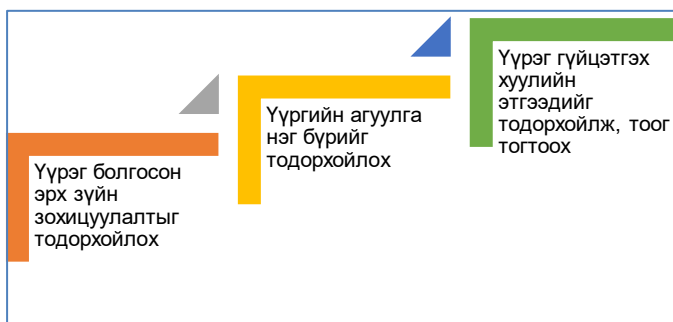 Үүрэг болгосон
эрх зүйн
зохицуулалтыг
тодорхойлох
Үүргийн агуулга
нэг бүрийг
тодорхойлох
Үүрэг гүйцэтгэх
хуулийн
этгээдийг
тодорхойлж, тоог
тогтоох